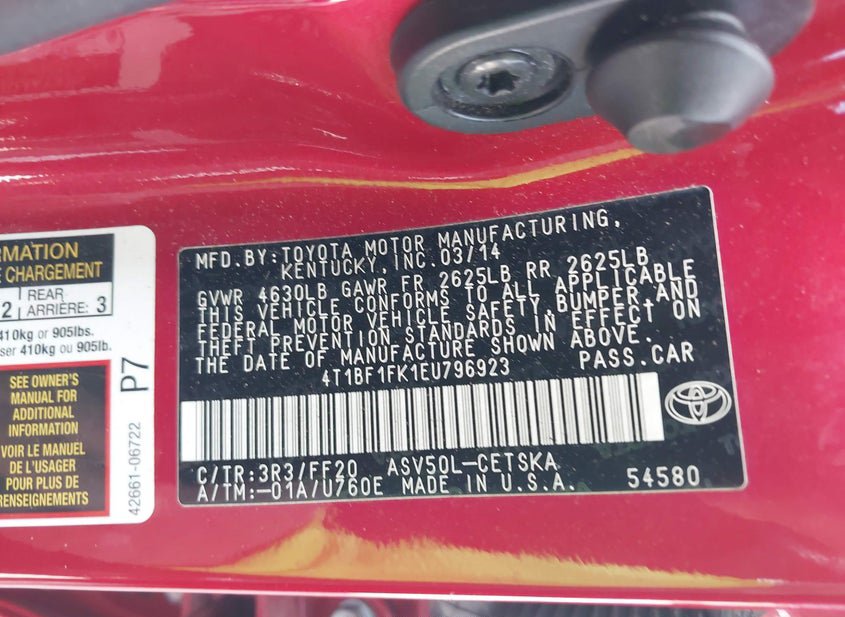 RMATION
E CHARGEMENT
2
REAR
ARRIÈRE: 3
410kg or 905lbs.
ser 410kg ou 905lb.
SEE OWNER'S
MANUAL FOR
ADDITIONAL
INFORMATION
VOIR LE MANUEL
DE L'USAGER
POUR PLUS DE
RENSEIGNEMENTS
P7
42661-06722
MFD.BY:TOYOTA MOTOR MANUFACTURING,
KENTUCKY,INC.03/14
GVWR 4630LB GAWR FR 2625LB RR 2625LB
THIS VEHICLE CONFORMS TO ALL APPLICABLE
FEDERAL MOTOR VEHICLE SAFETY,BUMPER,AND
THEFT PREVENTION STANDARDS IN EFFECT ON
THE DATE OF MANUFACTURE SHOWN ABOVE.
4T1BF1FK1EU796923 PASS.CAR
C/TR:3R3/FF20 ASV50L-CETSKA
A/TM:-01A/U760E MADE IN U.S.A. 54580